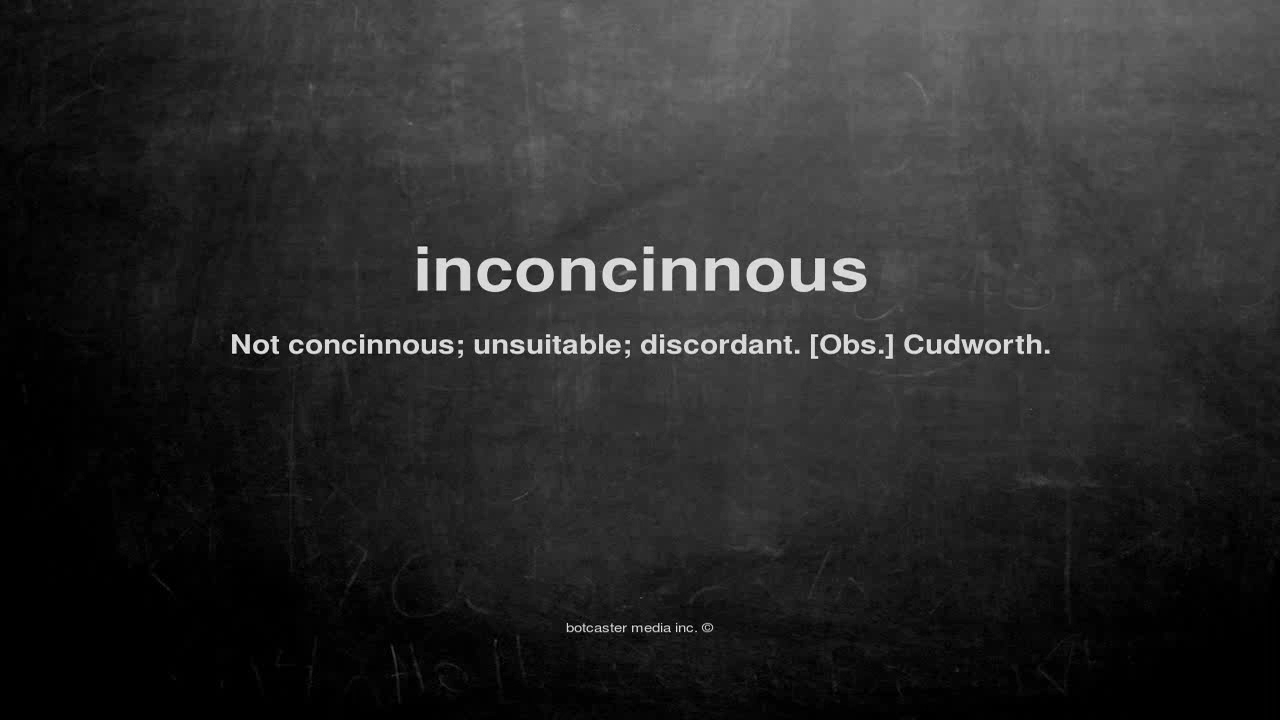 inconcinnous
Not concinnous; unsuitable; discordant. [Obs.] Cudworth.
botcaster media inc. ©